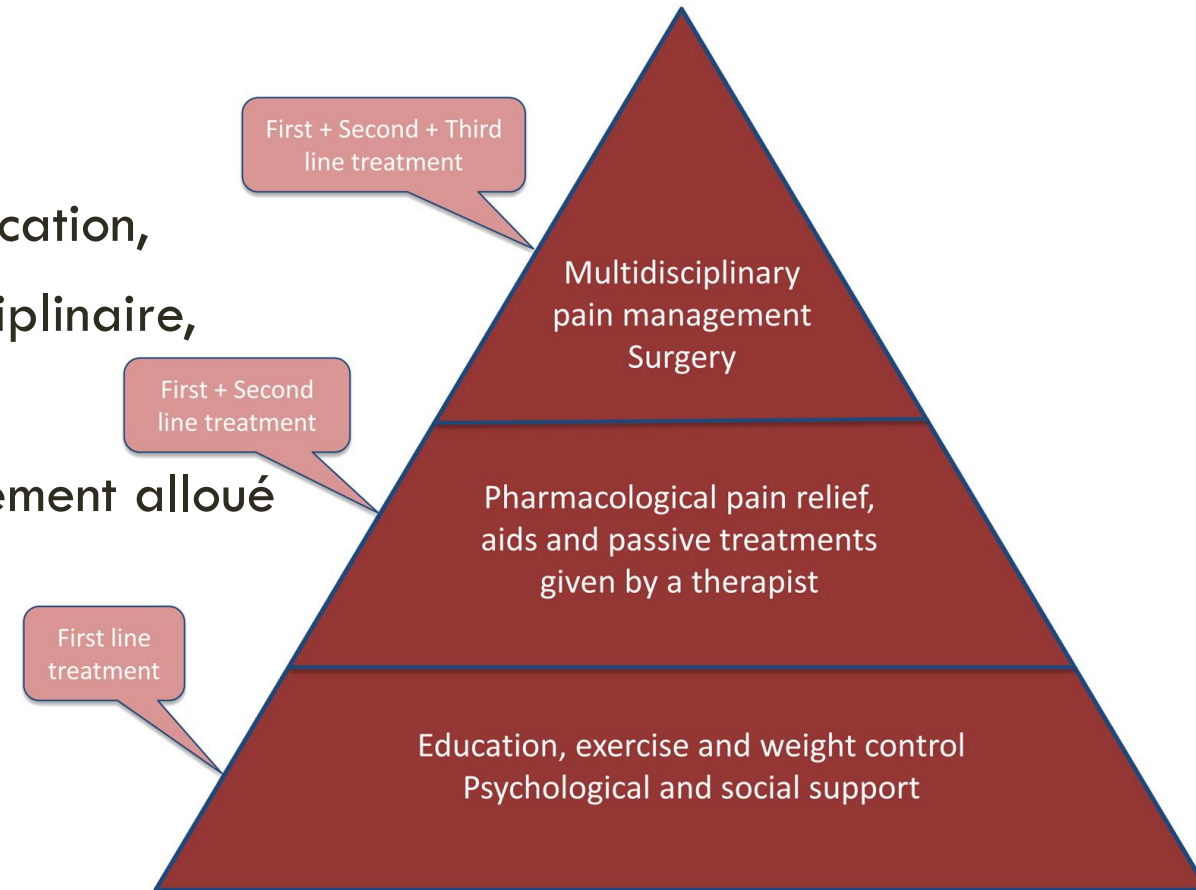 cation,
iplinaire,
ement alloué
First + Second + Third
line treatment
Multidisciplinary
pain management
Surgery
First + Second
line treatment
Pharmacological pain relief,
aids and passive treatments
given by a therapist
First line
treatment
Education, exercise and weight control
Psychological and social support